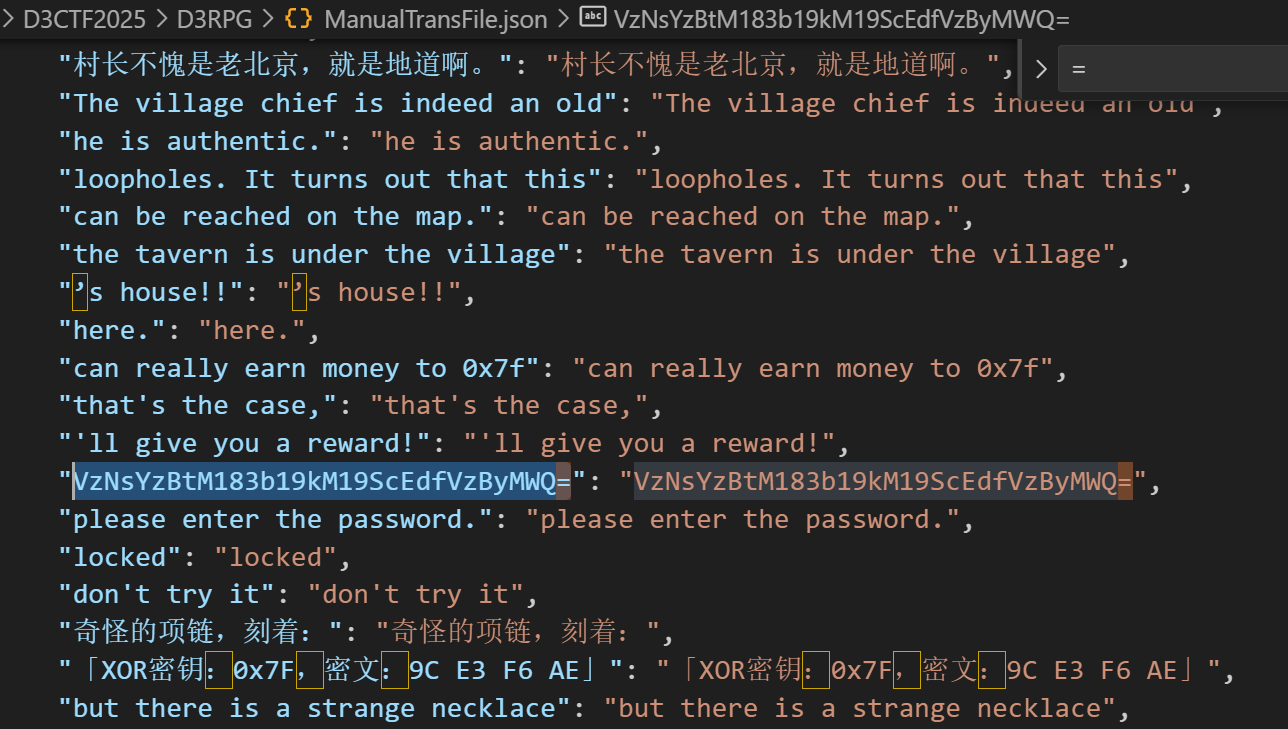 D3CTF2025 > D3RPG > {} ManualTransFile.json > abc VzNsYzBtM183b19kM19ScEdfVzByMWQ=
=
"村长不愧是老北京，就是地道啊。": "村长不愧是老北京，就是地道啊。",
"The village chief is indeed an old": "The village chief is indeed an old",
"he is authentic.": "he is authentic.",
"loopholes. It turns out that this": "loopholes. It turns out that this",
"can be reached on the map.": "can be reached on the map.",
"the tavern is under the village": "the tavern is under the village",
"’s house!!": "’s house!!",
"here.": "here.",
"can really earn money to 0x7f": "can really earn money to 0x7f",
"that's the case,": "that's the case,",
"'ll give you a reward!": "'ll give you a reward!",
"VzNsYzBtM183b19kM19ScEdfVzByMWQ=": "VzNsYzBtM183b19kM19ScEdfVzByMWQ=",
"please enter the password.": "please enter the password.",
"locked": "locked",
"don't try it": "don't try it",
"奇怪的项链，刻着：": "奇怪的项链，刻着：",
"「XOR密钥：0x7F，密文：9C E3 F6 AE」": "「XOR密钥：0x7F，密文：9C E3 F6 AE」",
"but there is a strange necklace": "but there is a strange necklace",